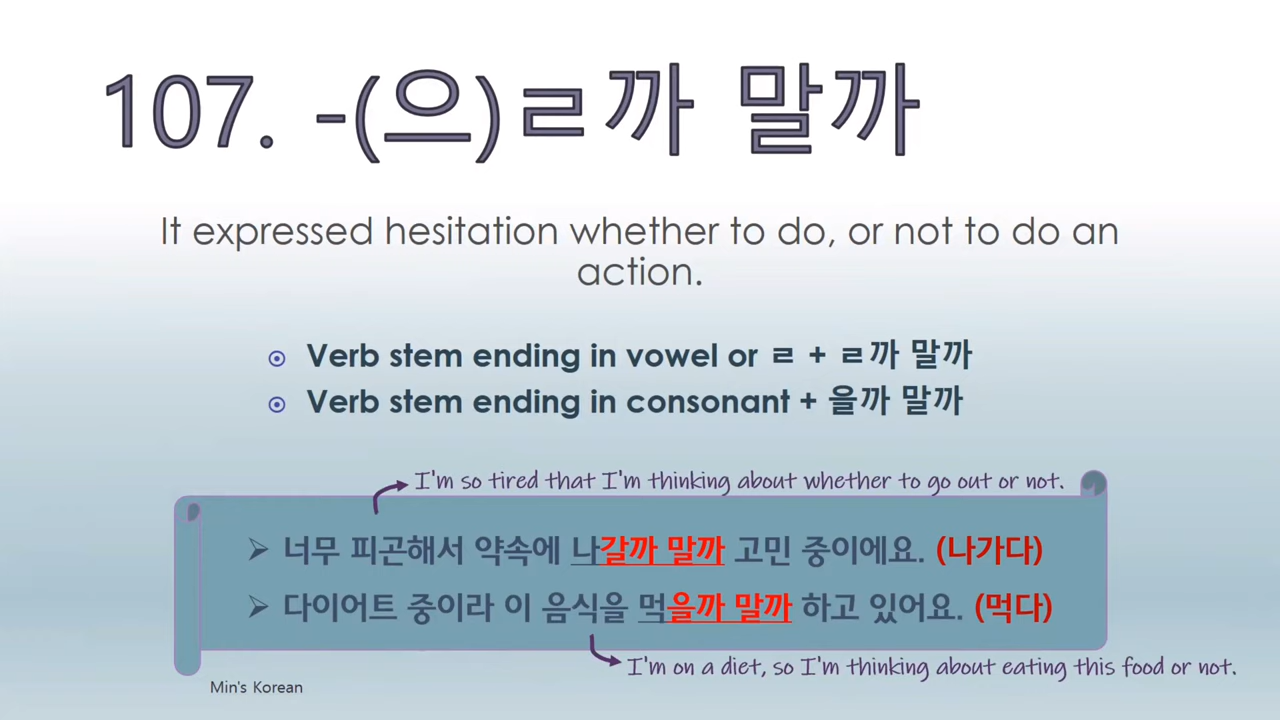 107. -(으)ㄹ까 말까
It expressed hesitation whether to do, or not to do an
action.
Verb stem ending in vowel or ㄹ + ㄹ까 말까
Verb stem ending in consonant + 을까 말까
I'm so tired that I'm thinking about whether to go out or not.
너무 피곤해서 약속에 나갈까 말까 고민 중이에요. (나가다)
다이어트 중이라 이 음식을 먹을까 말까 하고 있어요. (먹다)
I'm on a diet, so I'm thinking about eating this food or not.
Min's Korean